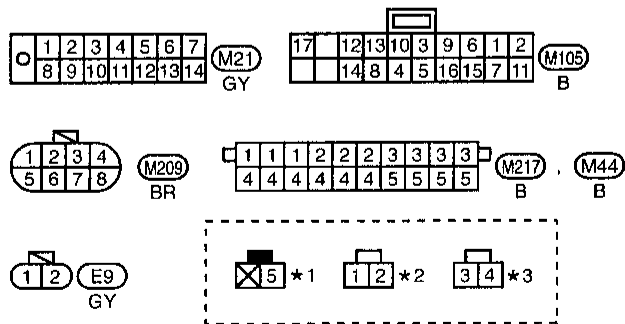 1 2 3 4 5 6 7 M21
8 9 10 11 12 13 14 GY
17 12 13 10 3 9 6 1 2 M105
14 8 4 5 16 15 7 11 B
1 2 3 4 M209
5 6 7 8 BR
1 1 1 2 2 2 3 3 3 3 M217 , M44
4 4 4 4 4 4 5 5 5 5 B B
1 2 E9
GY
5 *1
1 2 *2
3 4 *3